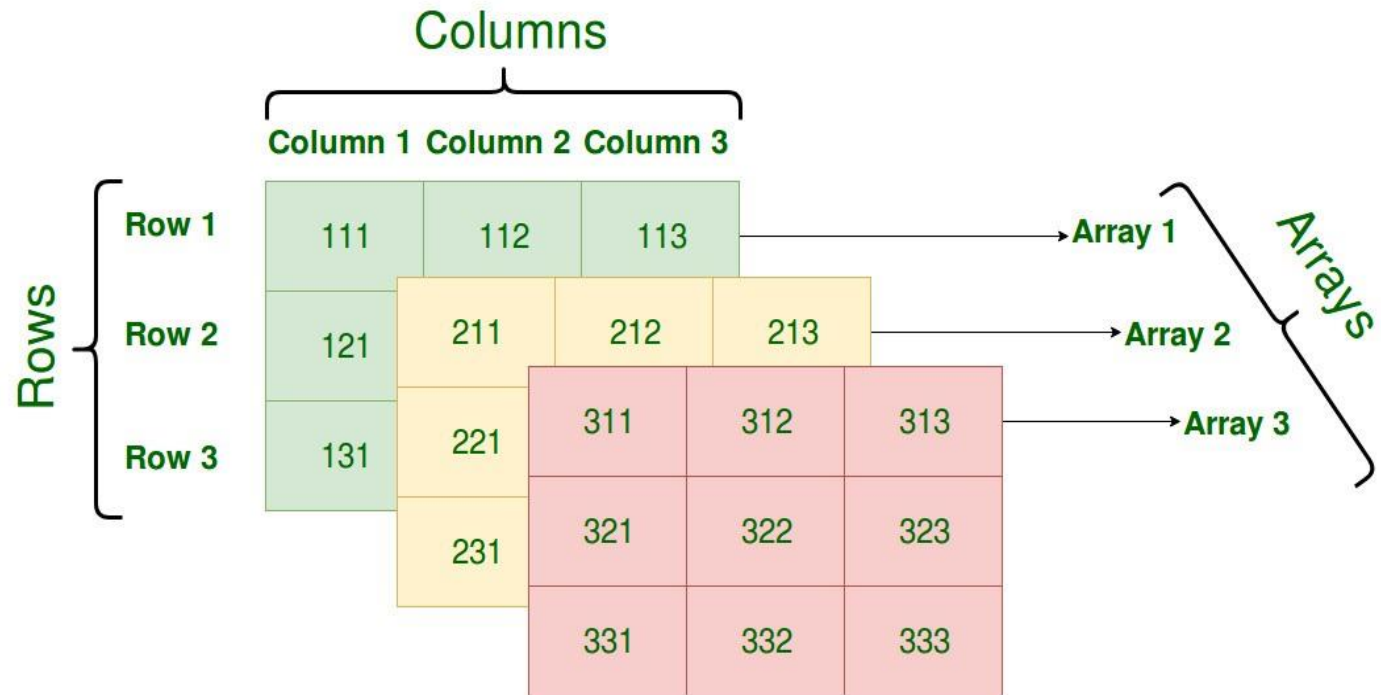 Columns
Column 1 Column 2 Column 3
Rows
Row 1
111 112 113
Array 1
Arrays
Row 2
121
211 212 213
Array 2
Row 3
131
221
311 312 313
Array 3
231
321 322 323
331 332 333